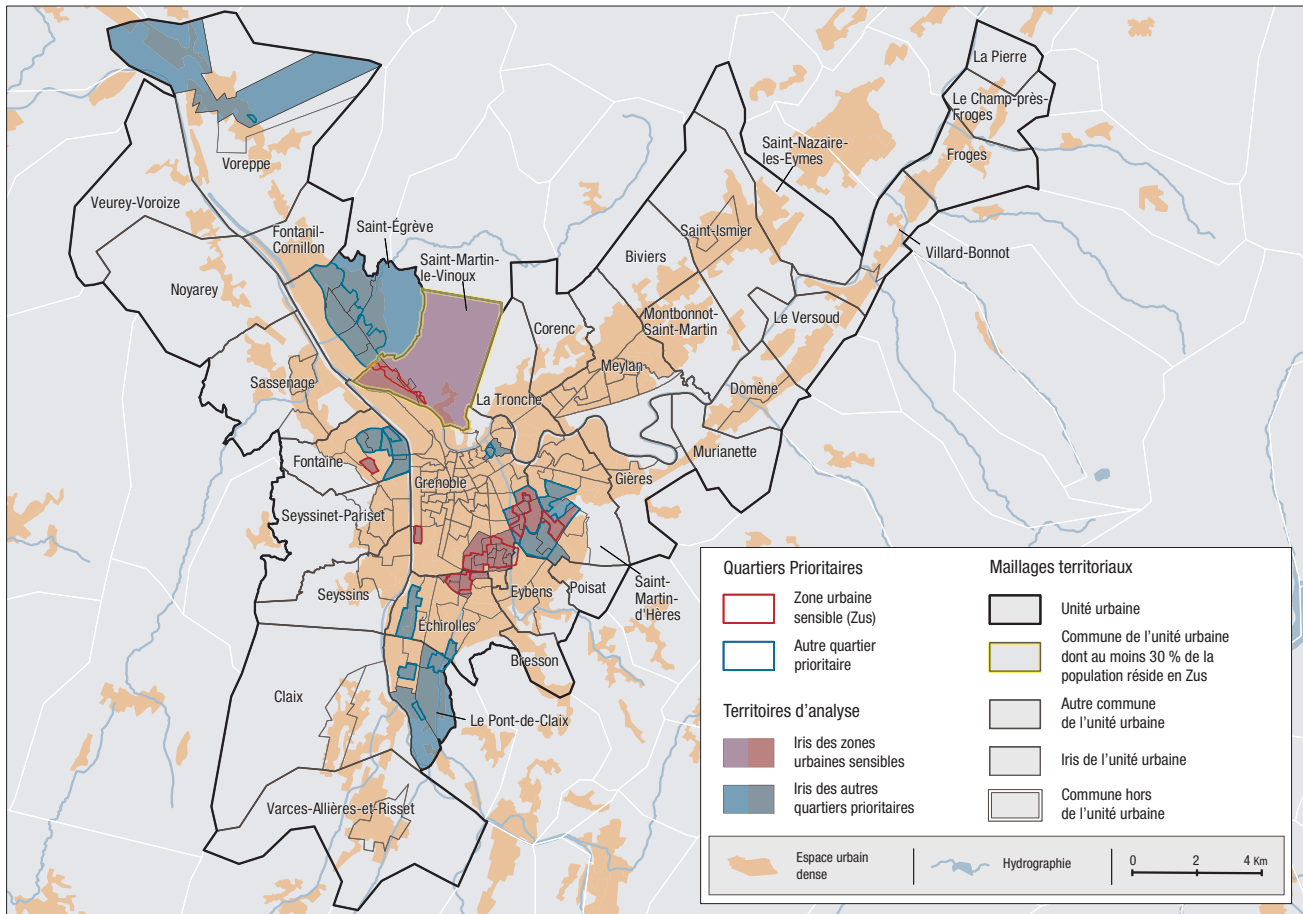 La Pierre
Le Champ-près-
Froges
Saint-Nazaire-
les-Eymes
Froges
Voreppe
Veurey-Voroize
Fontanil-
Cornillon
Saint-Égrève
Saint-Ismier
Villard-Bonnot
Saint-Martin-
le-Vinoux
Biviers
Noyarey
Montbonnot-
Saint-Martin
Le Versoud
Corenc
Meylan
Sassenage
Domène
La Tronche
Murianette
Fontaine
Gières
Grenoble
Seyssinet-Pariset
Saint-
Martin-
d'Hères
Seyssins
Eybens
Poisat
Échirolles
Bresson
Claix
Le Pont-de-Claix
Varces-Allières-et-Risset
Quartiers Prioritaires
Zone urbaine
sensible (Zus)
Autre quartier
prioritaire
Territoires d'analyse
Iris des zones
urbaines sensibles
Iris des autres
quartiers prioritaires
Maillages territoriaux
Unité urbaine
Commune de l'unité urbaine
dont au moins 30 % de la
population réside en Zus
Autre commune
de l'unité urbaine
Iris de l'unité urbaine
Commune hors
de l'unité urbaine
Espace urbain
dense
Hydrographie
0 2 4 Km